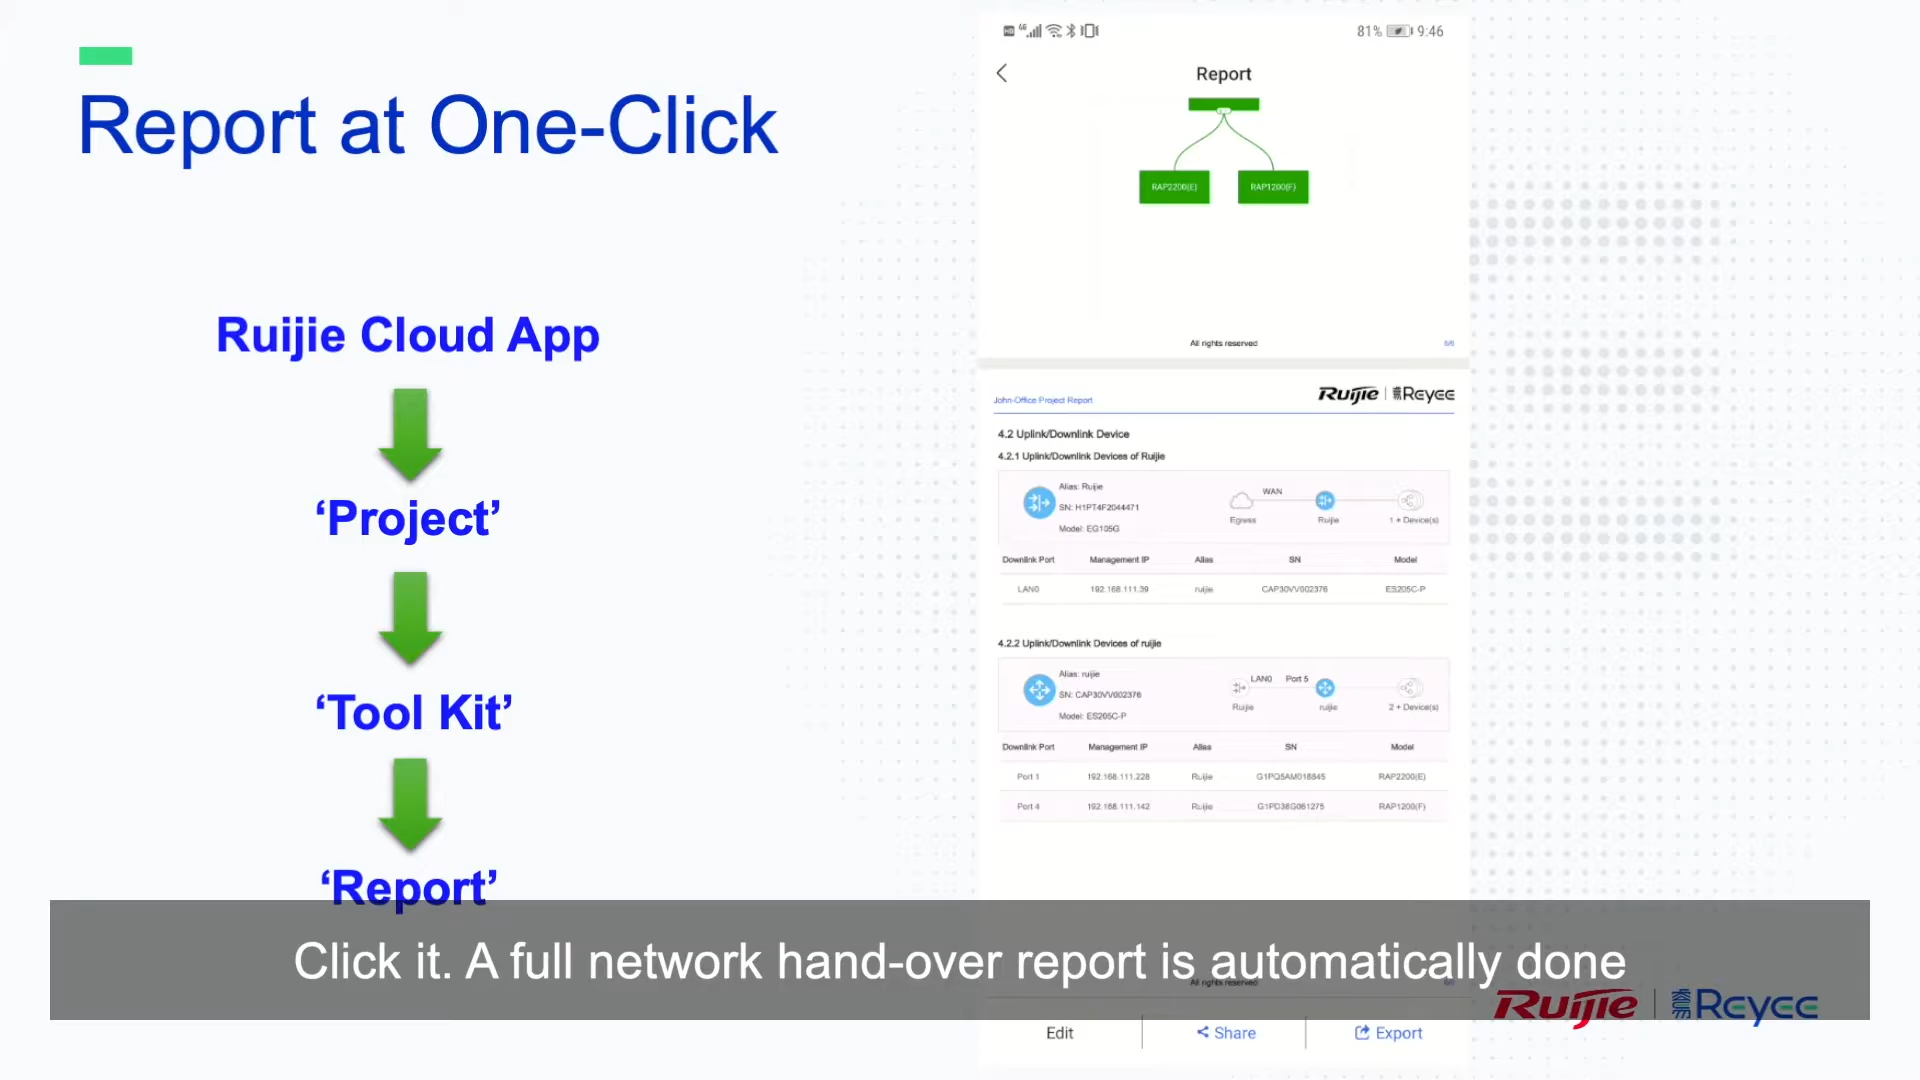 Report at One-Click
Ruijie Cloud App
‘Project’
‘Tool Kit’
‘Report’
81% 9:46
Report
RAP2200(E) RAP1200(F)
All rights reserved
John-Office Project Report
Ruijie | Reyee
4.2 Uplink/Downlink Device
4.2.1 Uplink/Downlink Devices of Ruijie
Alias: Ruijie
SN: H1PT4F2044471
Model: EG105G
WAN
Egress Ruijie 1 + Device(s)
Downlink Port Management IP Alias SN Model
LAN0 192.168.111.39 ruijie CAP30VV002376 ES205C-P
4.2.2 Uplink/Downlink Devices of ruijie
Alias: ruijie
SN: CAP30VV002376
Model: ES205C-P
LAN0 Port 5
Ruijie ruijie 2 + Device(s)
Downlink Port Management IP Alias SN Model
Port 1 192.168.111.228 Ruijie G1PQ5AM018845 RAP2200(E)
Port 4 192.168.111.142 Ruijie G1PD38G061275 RAP1200(F)
Click it. A full network hand-over report is automatically done
All rights reserved
Ruijie | Reyee
Edit Share Export